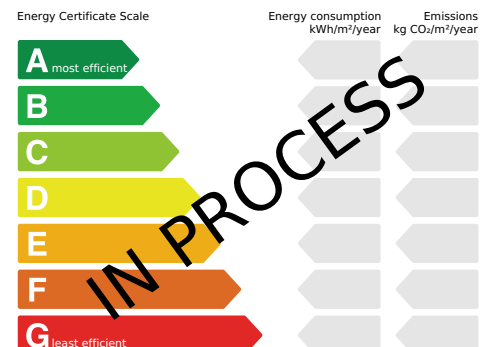 Energy Certificate Scale
Energy consumption
kWh/m²/year
Emissions
kg CO₂/m²/year
A most efficient
B
C
D
E
F
G least efficient
IN PROCESS